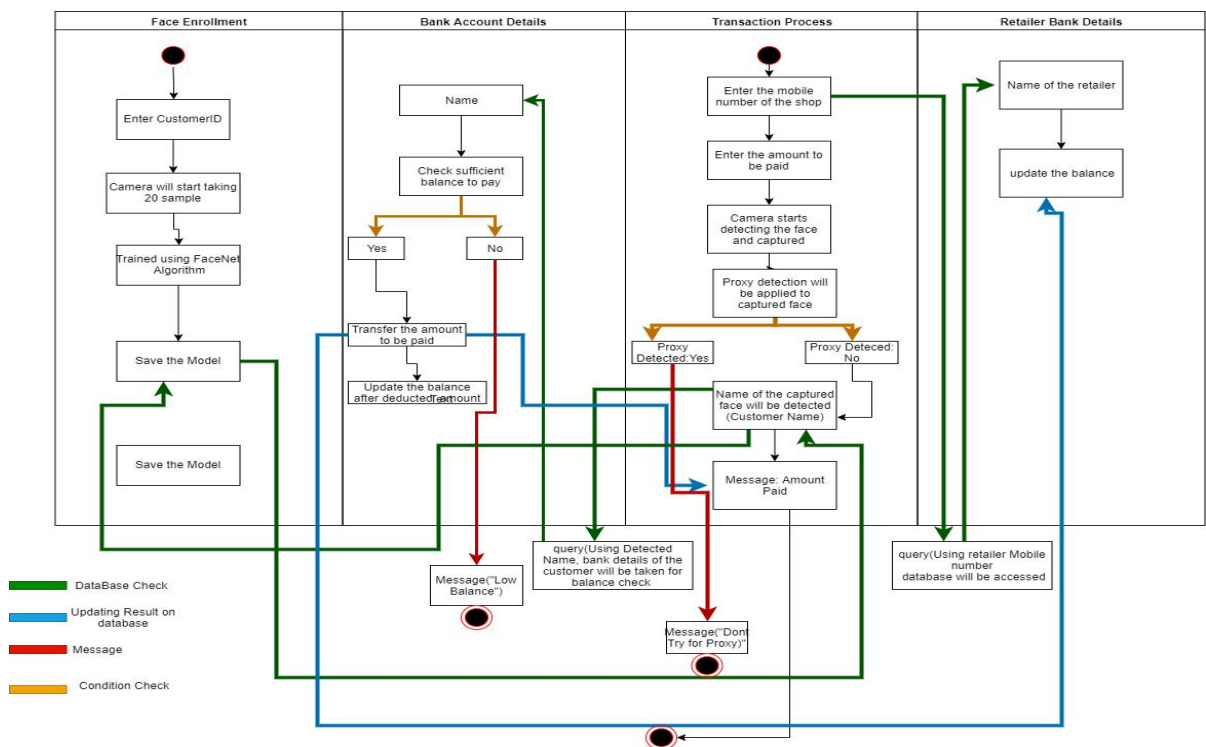 Face Enrollment
Bank Account Details
Transaction Process
Retailer Bank Details
Enter CustomerID
Camera will start taking
20 sample
Trained using FaceNet
Algorithm
Save the Model
Save the Model
Name
Check sufficient
balance to pay
Yes
No
Transfer the amount
to be paid
Update the balance
after deducted amount
Text
Message("Low
Balance")
Enter the mobile
number of the shop
Enter the amount to
be paid
Camera starts
detecting the face
and captured
Proxy detection will
be applied to
captured face
Proxy
Detected:Yes
Proxy Deteced:
No
Name of the captured
face will be detected
(Customer Name)
Message: Amount
Paid
query(Using Detected
Name, bank details of the
customer will be taken for
balance check
Message("Dont
Try for Proxy)"
Name of the retailer
update the balance
query(Using retailer Mobile
number
database will be accessed
DataBase Check
Updating Result on
database
Message
Condition Check